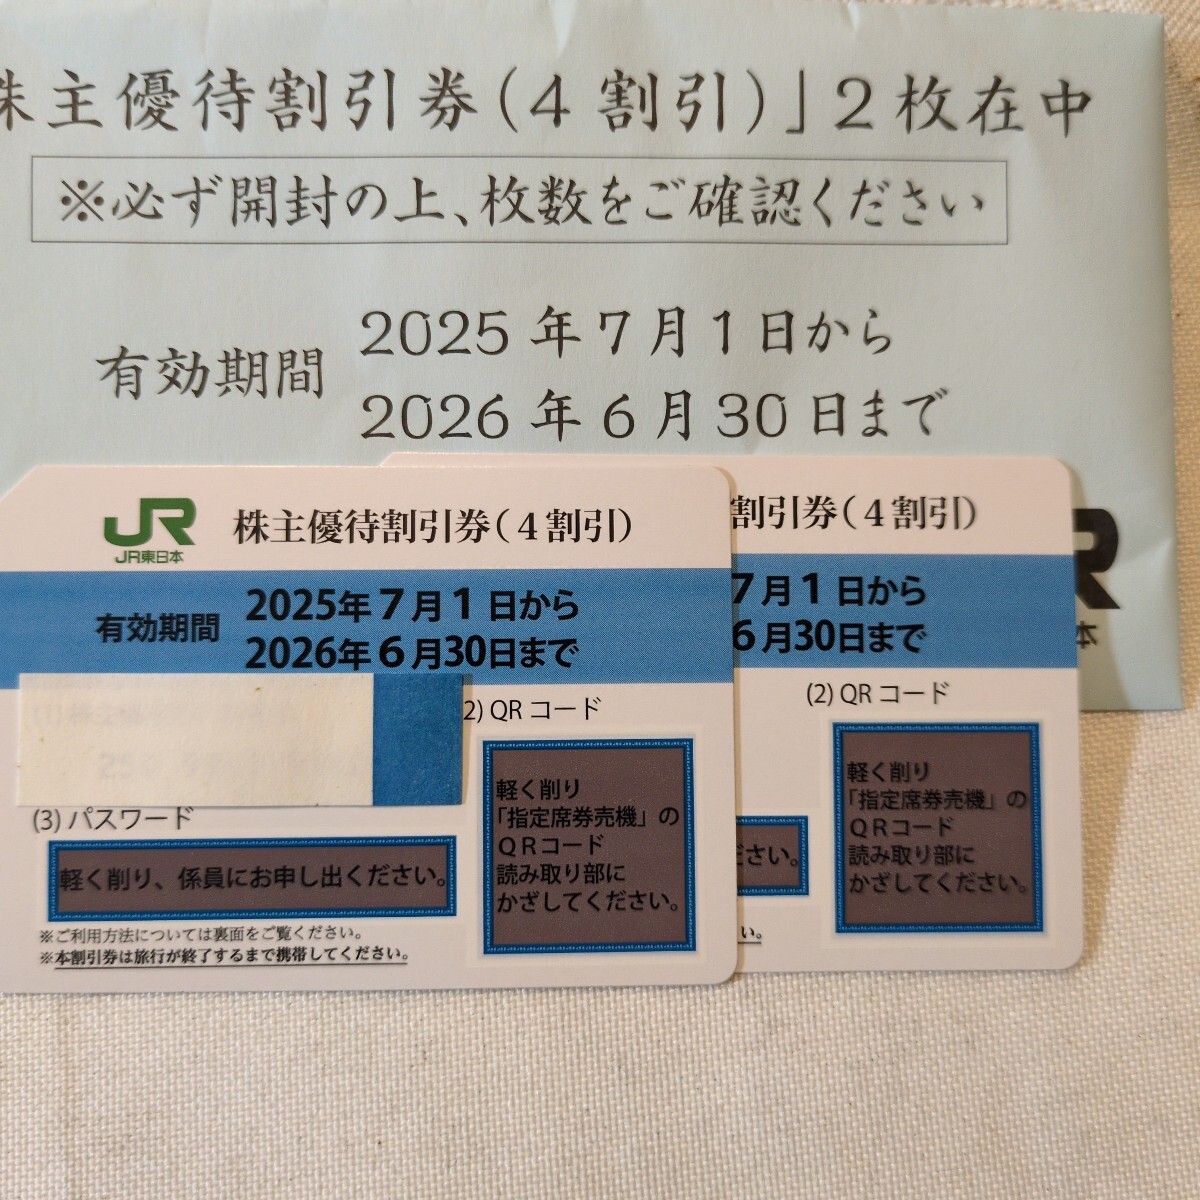 株主優待割引券(4割引)」2枚在中
※必ず開封の上、枚数をご確認ください
有効期間
2025年7月1日から
2026年6月30日まで
JR
JR東日本
株主優待割引券(4割引)
有効期間
2025年7月1日から
2026年6月30日まで
(2) QRコード
軽く削り
「指定席券売機」の
QRコード
読み取り部に
かざしてください。
(3) パスワード
軽く削り、係員にお申し出ください。
※ご利用方法については裏面をご覧ください。
※本割引券は旅行が終了するまで携帯してください。
割引券(4割引)
7月1日から
6月30日まで
(2) QRコード
軽く削り
「指定席券売機」の
QRコード
読み取り部に
かざしてください。
ださい。
い。
R
本